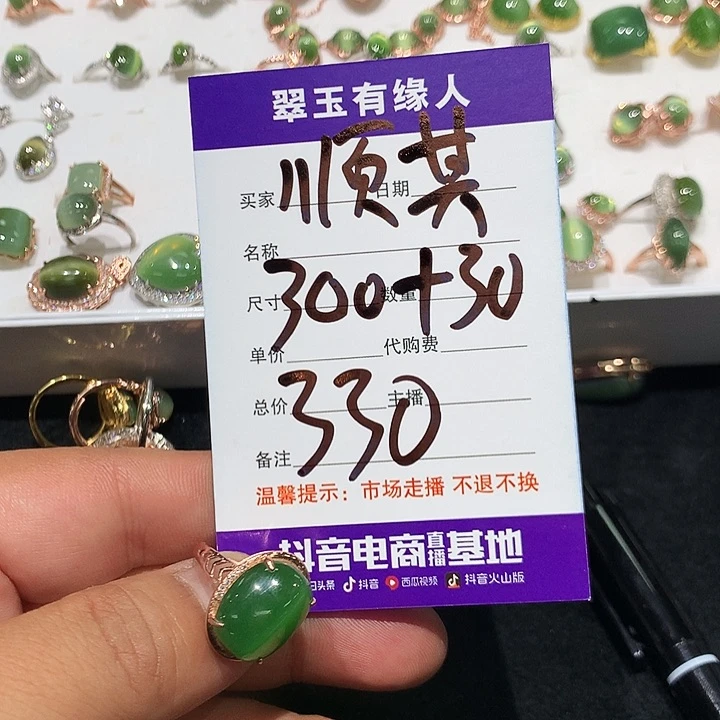 翠玉有缘人
买家 顺其 日期
名称
尺寸 300+30 数量
单价 代购费
总价 330 主播
备注
温馨提示：市场走播 不退不换
抖音电商直播基地
日头条 抖音 西瓜视频 抖音火山版